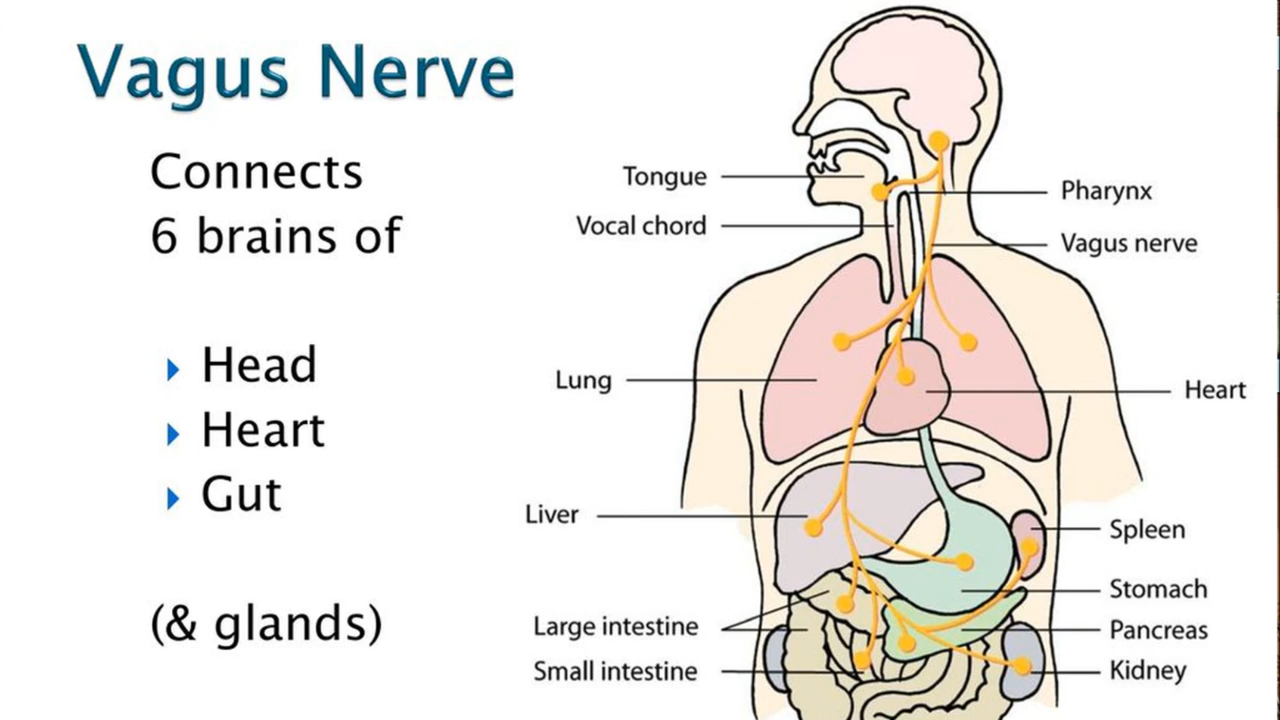 Vagus Nerve
Connects
6 brains of
Head
Heart
Gut
(& glands)
Tongue
Pharynx
Vocal chord
Vagus nerve
Lung
Heart
Liver
Spleen
Stomach
Large intestine
Pancreas
Small intestine
Kidney